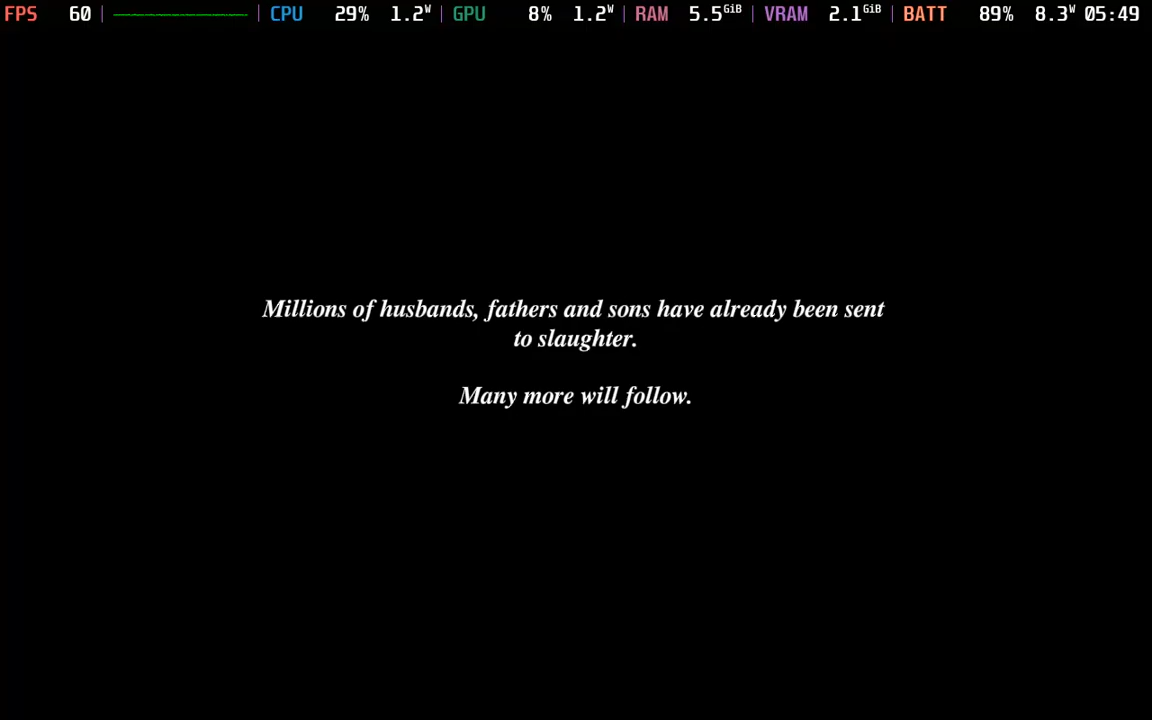 FPS 60 | CPU 29% 1.2W | GPU 8% 1.2W | RAM 5.5GiB | VRAM 2.1GiB | BATT 89% 8.3W 05:49
Millions of husbands, fathers and sons have already been sent
to slaughter.
Many more will follow.